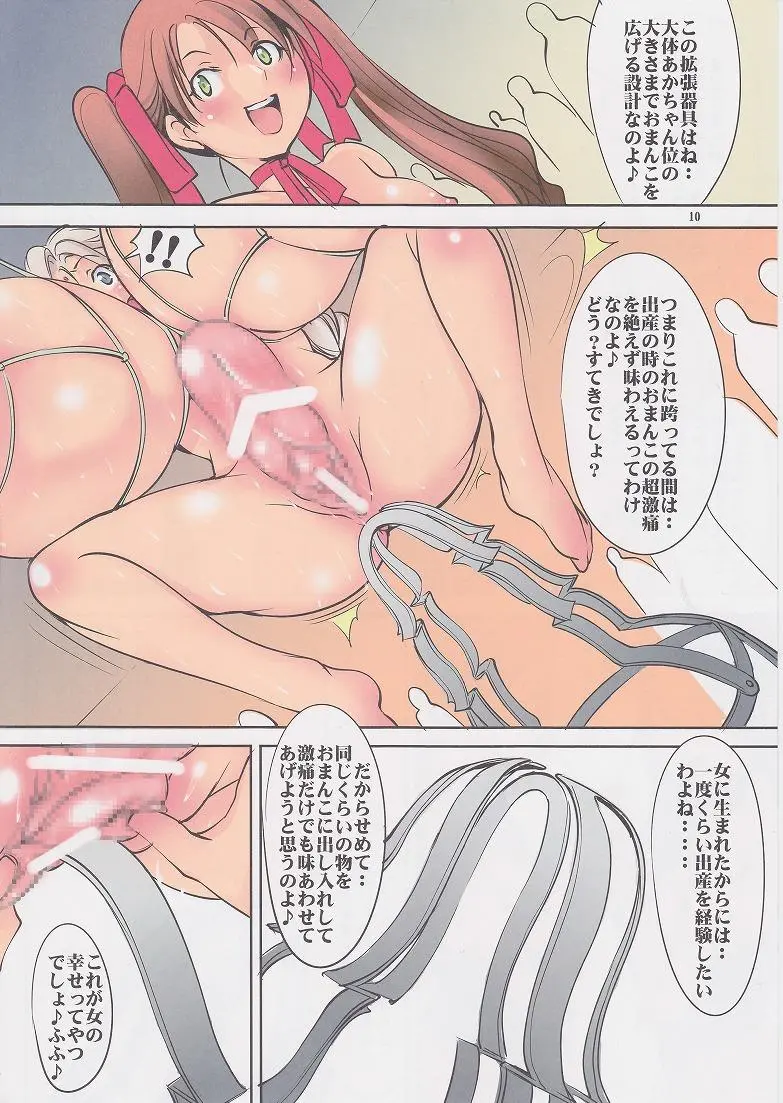 この拡張器具はね‥
大体あかちゃん位の
大きさまでおまんこを
広げる設計なのよ♪
10
!!
つまりこれに跨ってる間は‥
出産の時のおまんこの超激痛
を絶えず味わえるってわけ
なのよ♪
どう？すてきでしょ？
女に生まれたからには‥
一度くらい出産を経験したい
わよね‥‥
だからせめて‥
同じくらいの物を
おまんこに出し入れして
激痛だけでも味あわせて
あげようと思うのよ♪
これが女の
幸せってやつ
でしょ♪ふふ♪